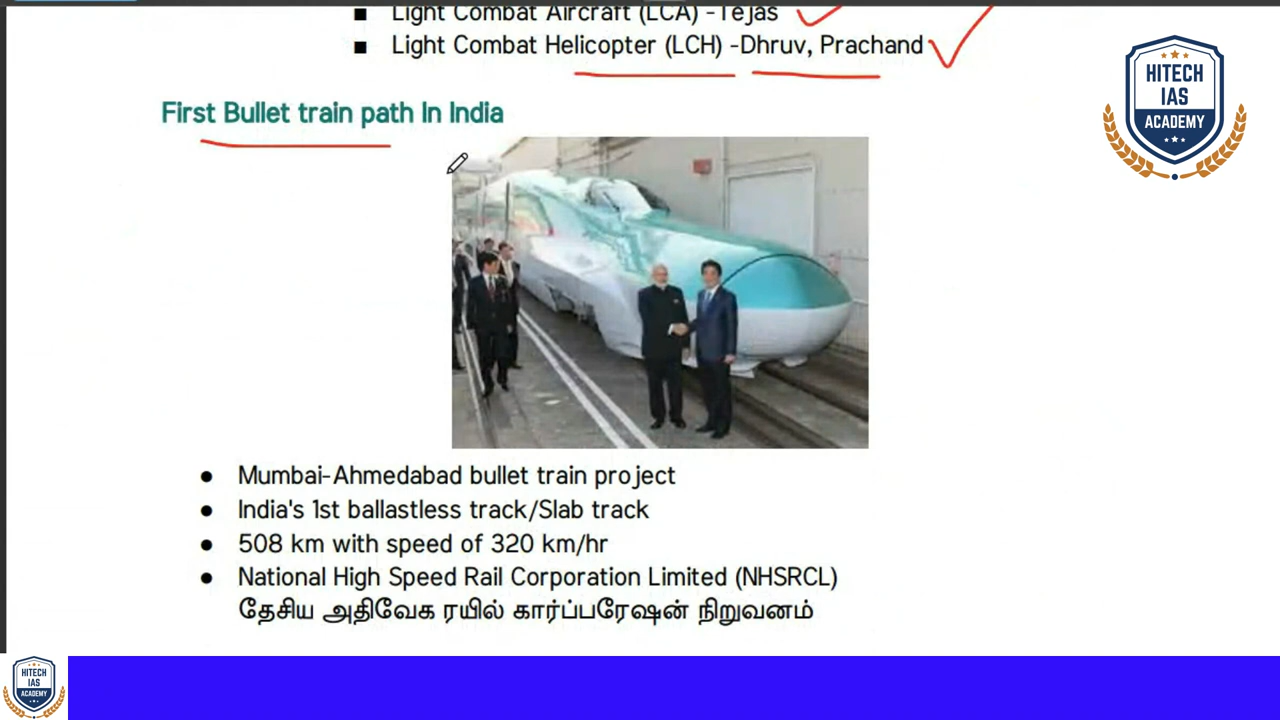 Light Combat Aircraft (LCA) -Tejas
Light Combat Helicopter (LCH) -Dhruv, Prachand
HITECH
IAS
ACADEMY
First Bullet train path In India
Mumbai-Ahmedabad bullet train project
India's 1st ballastless track/Slab track
508 km with speed of 320 km/hr
National High Speed Rail Corporation Limited (NHSRCL)
தேசிய அதிவேக ரயில் கார்ப்பரேஷன் நிறுவனம்
HITECH
IAS
ACADEMY